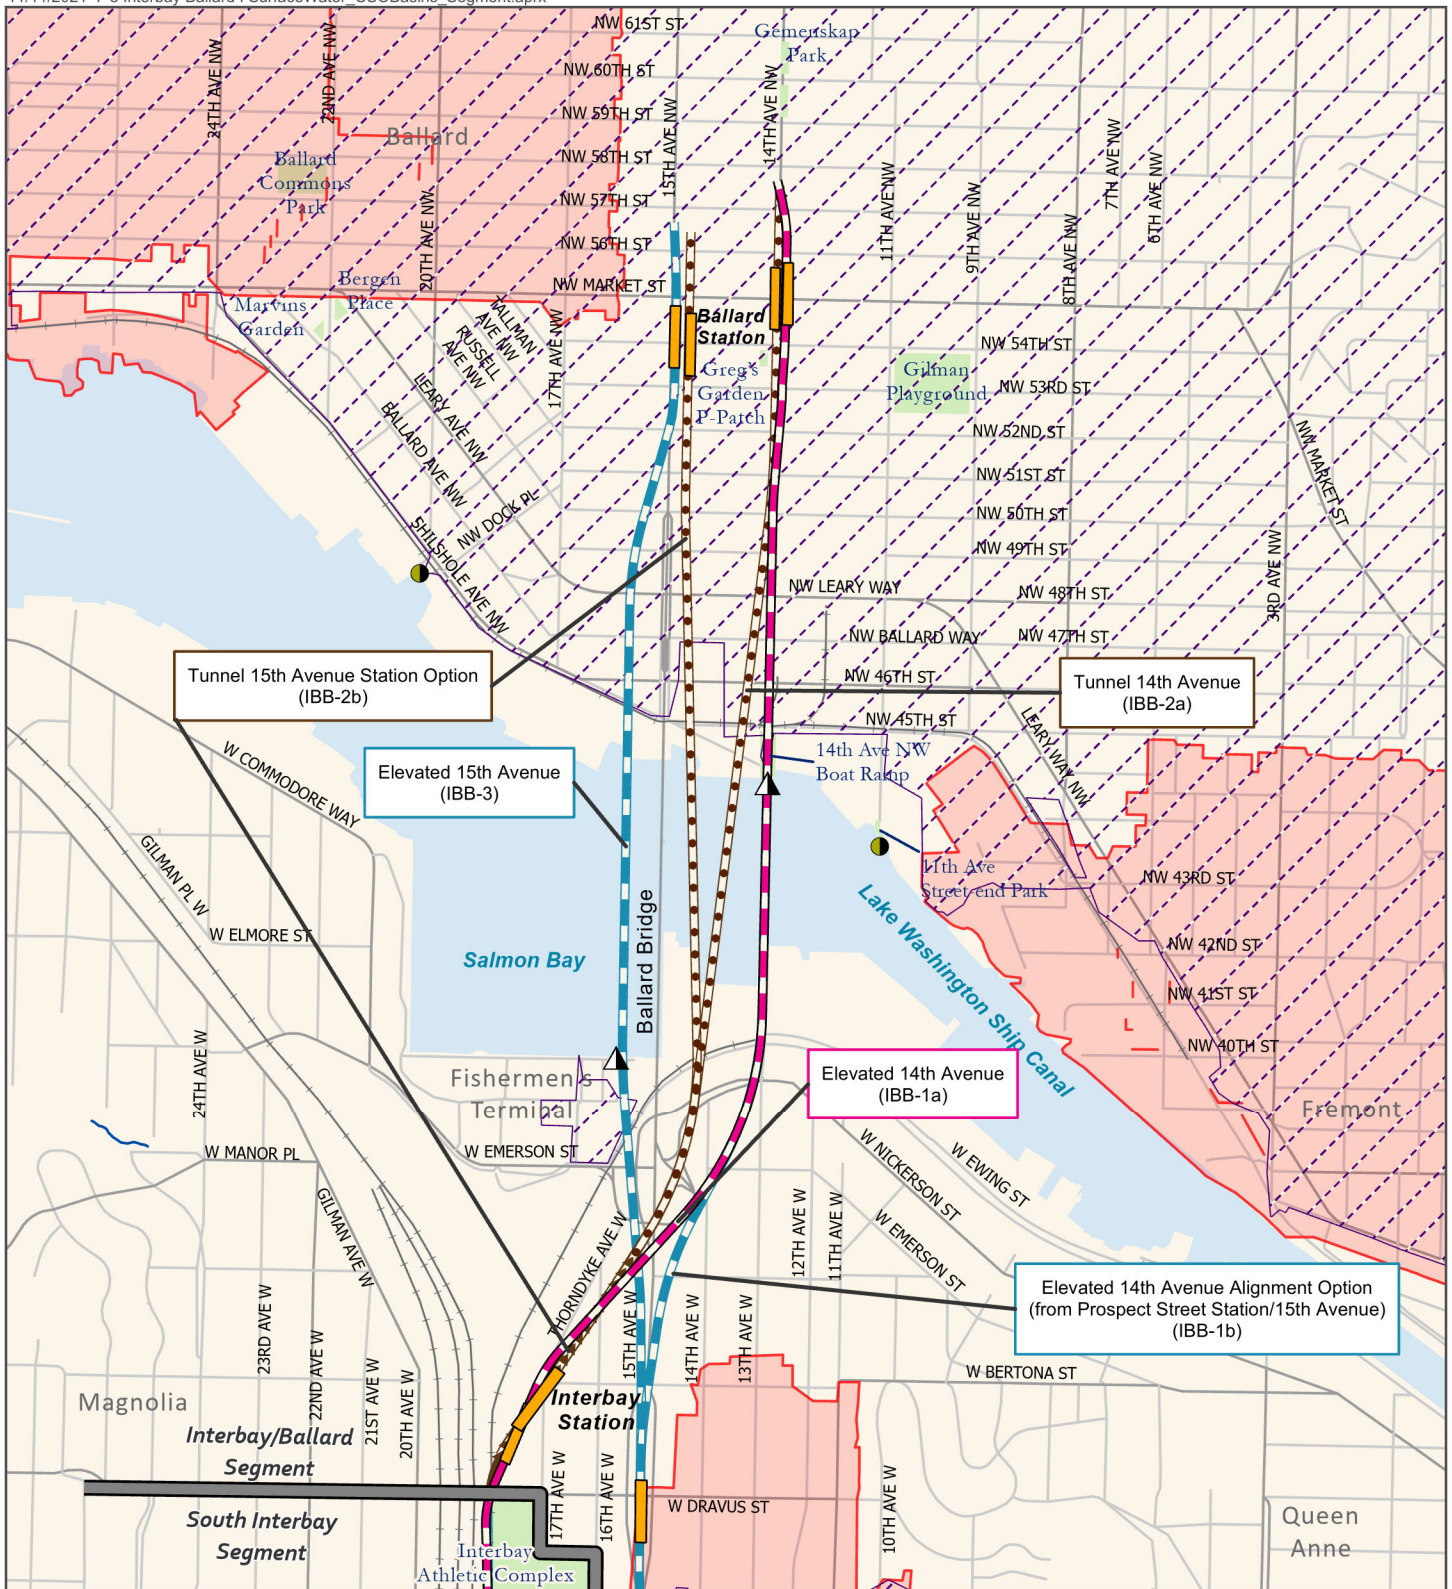 NW 61ST ST
Gemenskap
Park
NW 60TH ST
24TH AVE NW
22ND AVE NW
NW 59TH ST
15TH AVE NW
14TH AVE NW
Ballard
7TH AVE NW
Ballard
Commons
Park
NW 58TH ST
11TH AVE NW
9TH AVE NW
6TH AVE NW
NW 57TH ST
20TH AVE NW
8TH AVE NW
NW 56TH ST
Bergen
Place
NW MARKET ST
Marvins
Garden
Ballard
Station
TALLMAN
AVE NW
RUSSELL
AVE NW
17TH AVE NW
NW 54TH ST
Greg's
Garden
P-Patch
Gilman
Playground
NW 53RD ST
LEARY AVE NW
BALLARD AVE NW
NW 52ND ST
NW MARKET ST
NW 51ST ST
NW DOCK PL
NW 50TH ST
SHILSHOLE AVE NW
NW 49TH ST
3RD AVE NW
NW LEARY WAY
NW 48TH ST
NW BALLARD WAY
NW 47TH ST
Tunnel 15th Avenue Station Option
(IBB-2b)
NW 46TH ST
Tunnel 14th Avenue
(IBB-2a)
NW 45TH ST
LEARY WAY NW
W COMMODORE WAY
14th Ave NW
Boat Ramp
Elevated 15th Avenue
(IBB-3)
GILMAN PL W
11th Ave
Street-end Park
NW 43RD ST
W ELMORE ST
Ballard Bridge
Lake Washington Ship Canal
NW 42ND ST
Salmon Bay
NW 41ST ST
24TH AVE W
NW 40TH ST
Fishermen's
Terminal
Elevated 14th Avenue
(IBB-1a)
Fremont
W MANOR PL
W EMERSON ST
W NICKERSON ST
W EWING ST
GILMAN AVE W
THORNDYKE AVE W
12TH AVE W
11TH AVE W
W EMERSON ST
Elevated 14th Avenue Alignment Option
(from Prospect Street Station/15th Avenue)
(IBB-1b)
23RD AVE W
22ND AVE W
21ST AVE W
20TH AVE W
15TH AVE W
14TH AVE W
13TH AVE W
W BERTONA ST
Magnolia
Interbay
Station
Interbay/Ballard
Segment
17TH AVE W
16TH AVE W
10TH AVE W
W DRAVUS ST
South Interbay
Segment
Queen
Anne
Interbay
Athletic Complex